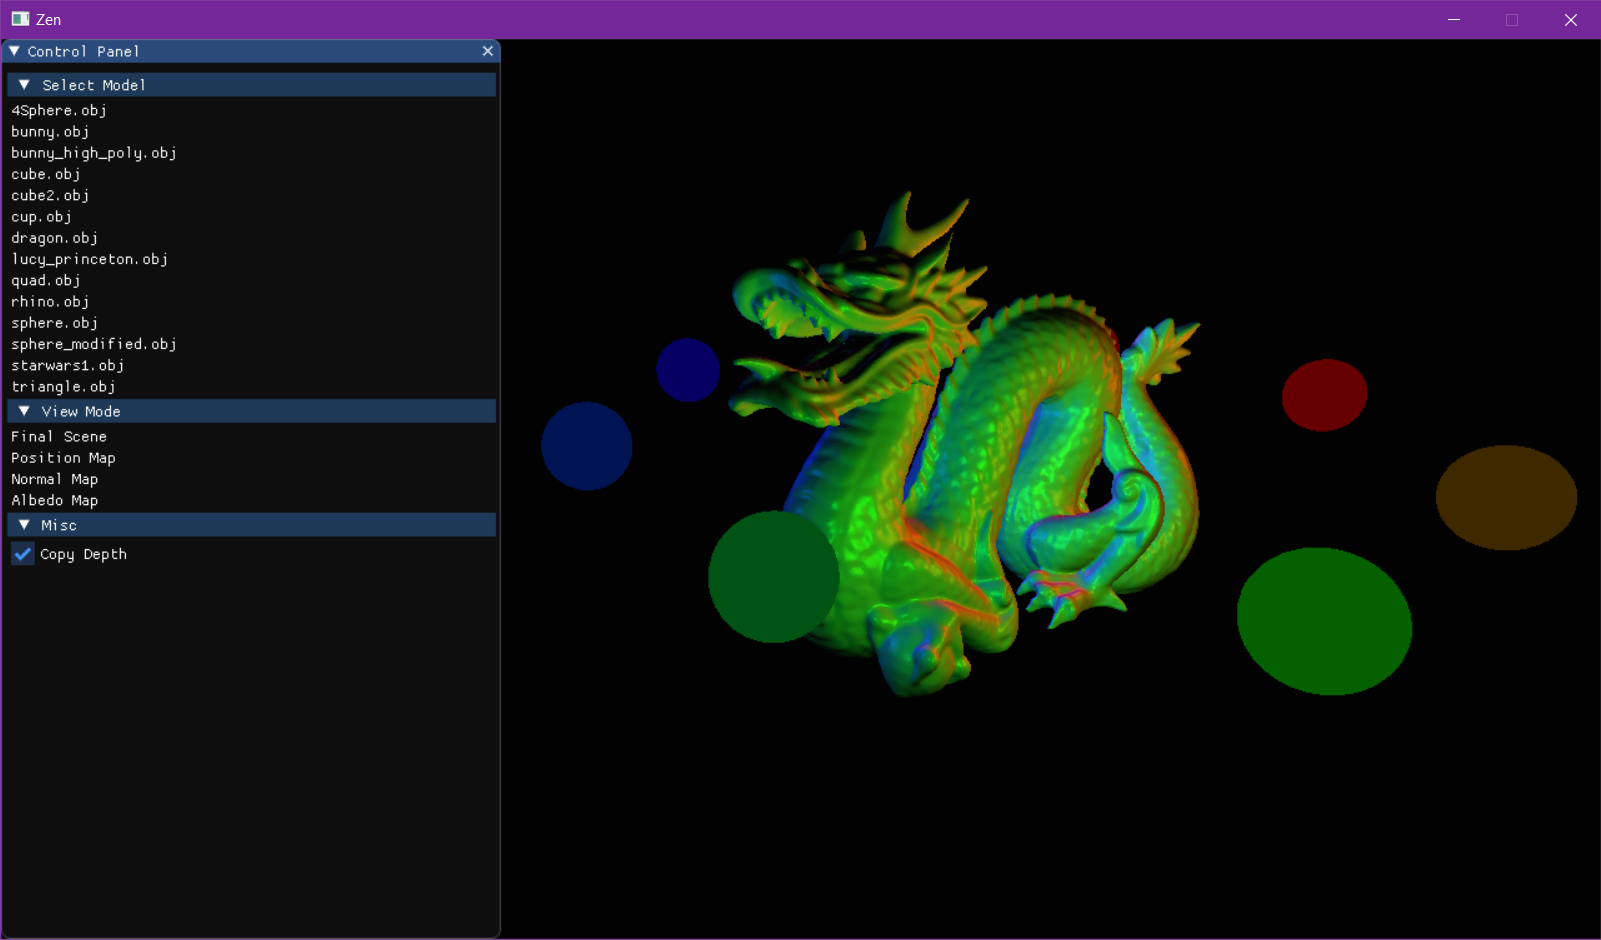 Zen
Control Panel
Select Model
4Sphere.obj
bunny.obj
bunny_high_poly.obj
cube.obj
cube2.obj
cup.obj
dragon.obj
lucy_princeton.obj
quad.obj
rhino.obj
sphere.obj
sphere_modified.obj
starwars1.obj
triangle.obj
View Mode
Final Scene
Position Map
Normal Map
Albedo Map
Misc
Copy Depth